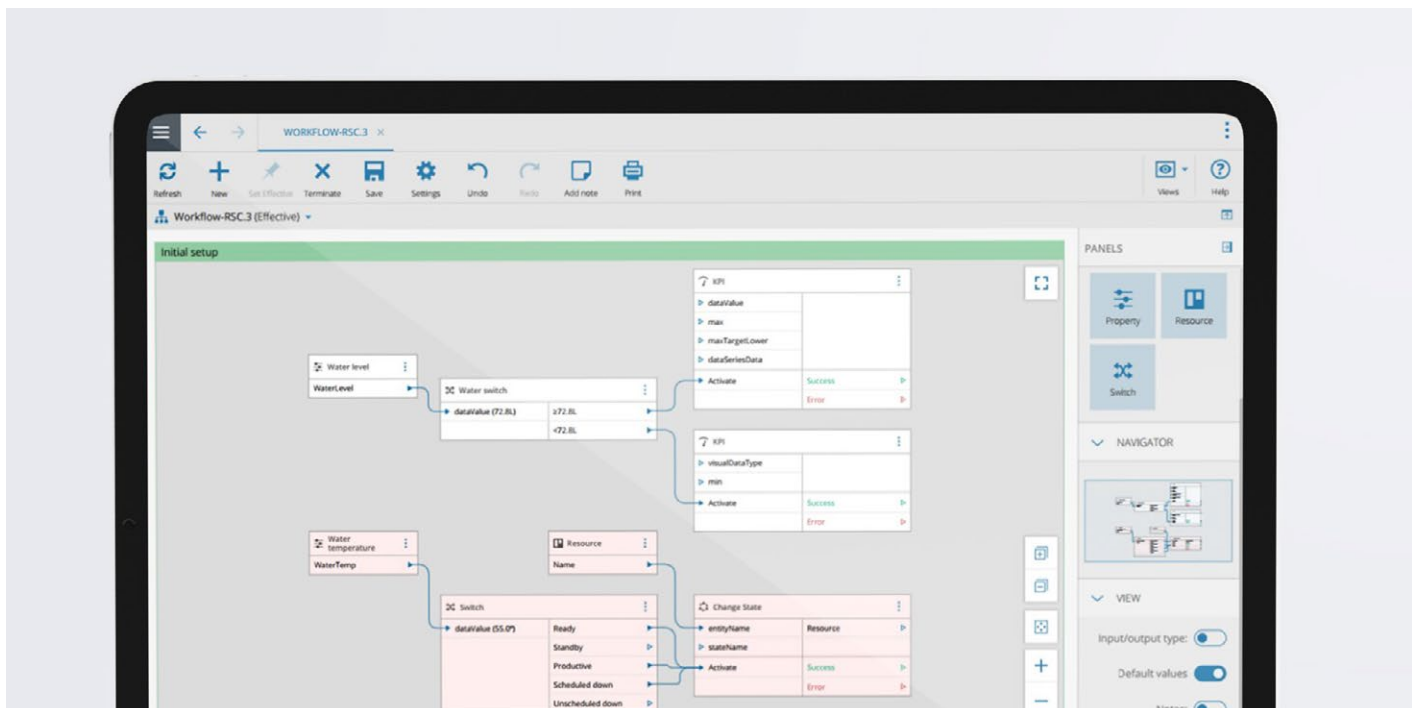 WORKFLOW-RSC.3 ×
Refresh
New
Set Effective
Terminate
Save
Settings
Undo
Redo
Add note
Print
Views
Help
Workflow-RSC.3 (Effective)
Initial setup
PANELS
Property
Resource
Switch
NAVIGATOR
VIEW
Input/output type:
Default values
Notes:
KPI
dataValue
max
maxTargetLower
dataSeriesData
Activate
Success
Error
Water level
WaterLevel
Water switch
dataValue (72.8L)
≥72.8L
<72.8L
KPI
visualDataType
min
Activate
Success
Error
Water
temperature
WaterTemp
Resource
Name
Switch
dataValue (55.0°)
Ready
Standby
Productive
Scheduled down
Unscheduled down
Change State
entityName
Resource
stateName
Activate
Success
Error